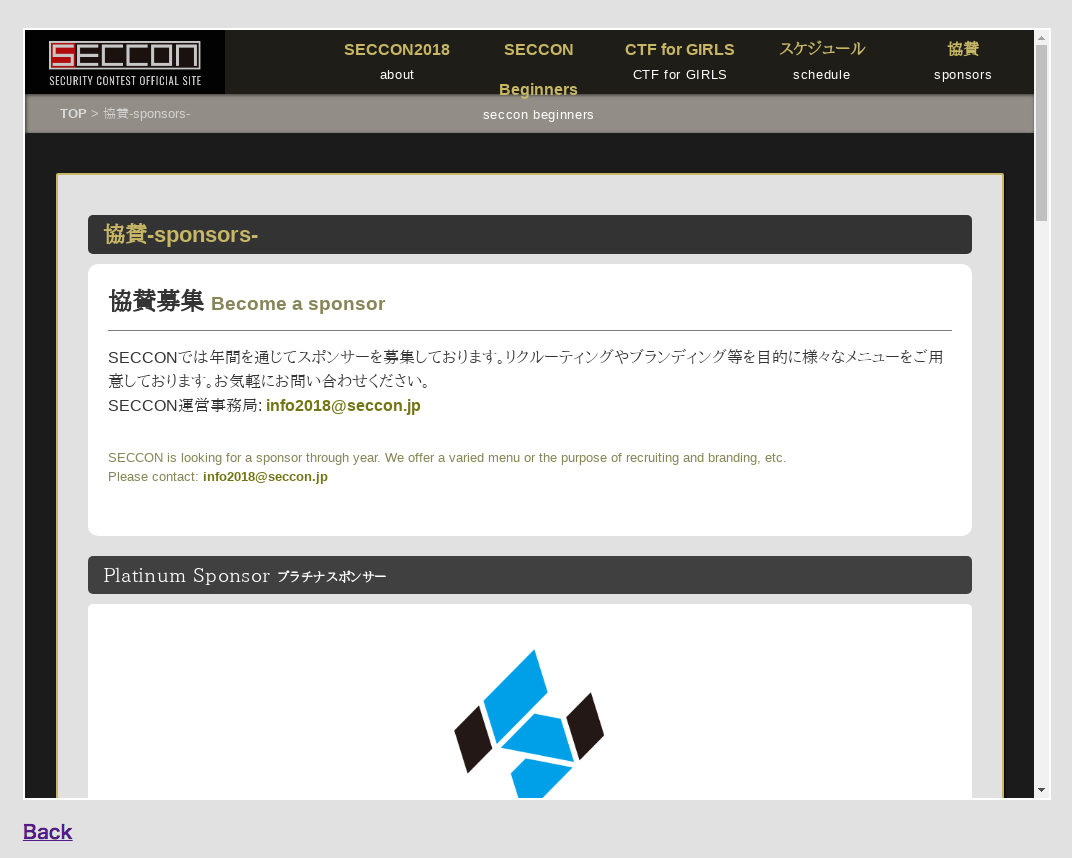 SECCON
SECURITY CONTEST OFFICIAL SITE
SECCON2018
about
SECCON
Beginners
seccon beginners
CTF for GIRLS
CTF for GIRLS
スケジュール
schedule
協賛
sponsors
TOP > 協賛-sponsors-
協賛-sponsors-
協賛募集 Become a sponsor
SECCONでは年間を通じてスポンサーを募集しております。リクルーティングやブランディング等を目的に様々なメニューをご用
意しております。お気軽にお問い合わせください。
SECCON運営事務局: info2018@seccon.jp
SECCON is looking for a sponsor through year. We offer a varied menu or the purpose of recruiting and branding, etc.
Please contact: info2018@seccon.jp
Platinum Sponsor プラチナスポンサー
Back